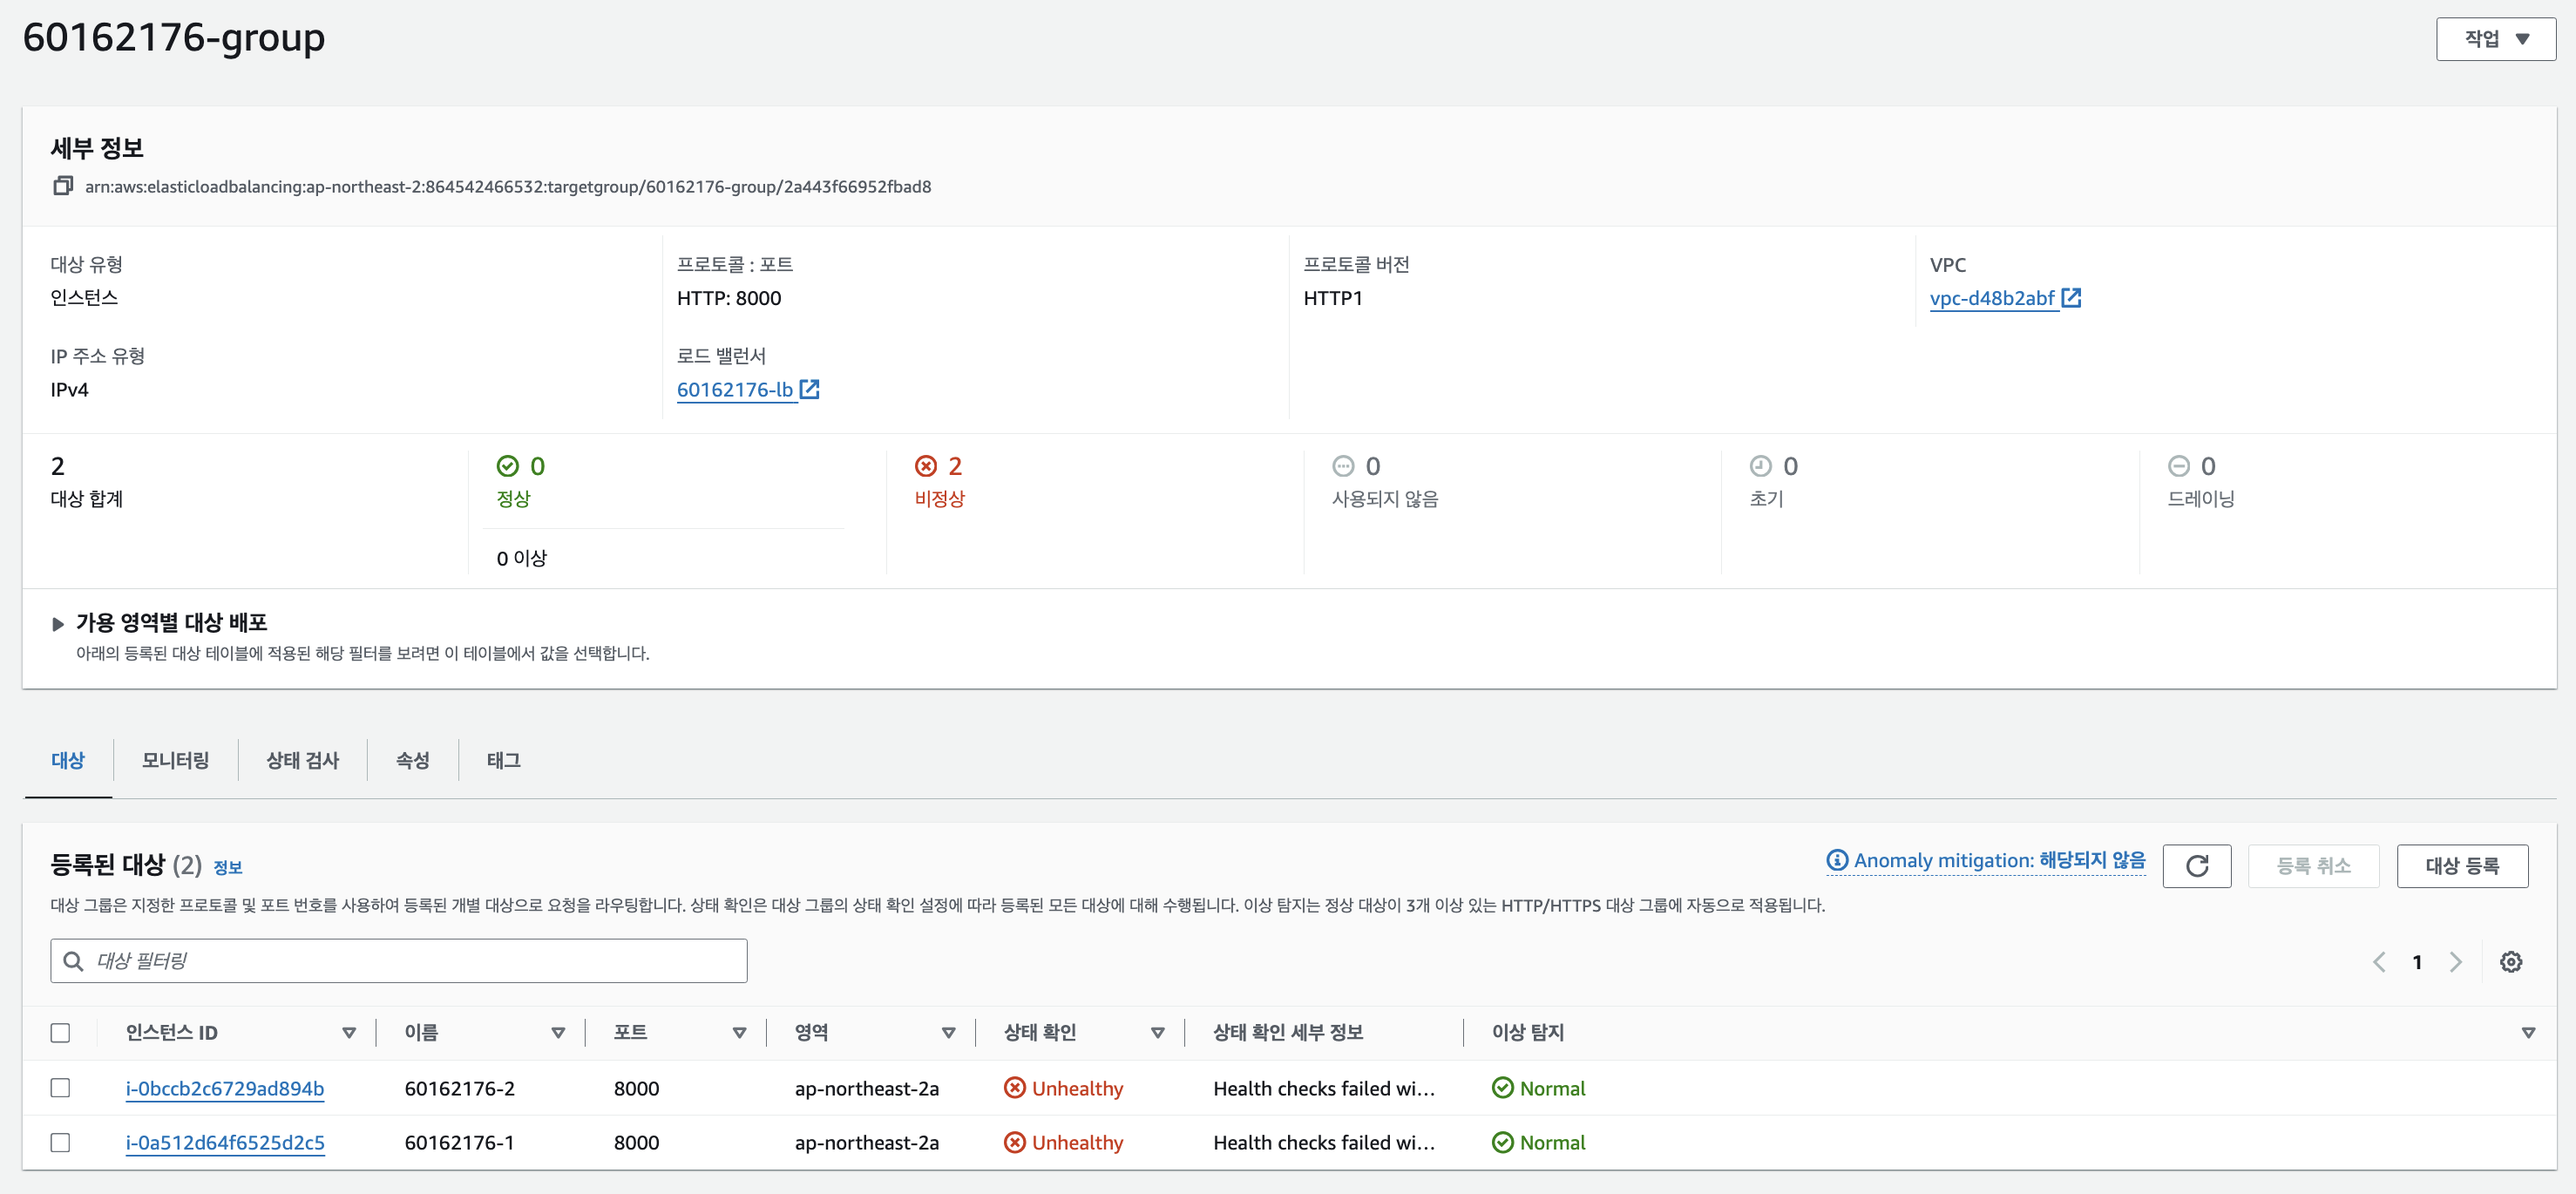 60162176-group
작업
세부 정보
arn:aws:elasticloadbalancing:ap-northeast-2:864542466532:targetgroup/60162176-group/2a443f66952fbad8
대상 유형
인스턴스
프로토콜 : 포트
HTTP: 8000
프로토콜 버전
HTTP1
VPC
vpc-d48b2abf
IP 주소 유형
IPv4
로드 밸런서
60162176-lb
2
대상 합계
0
정상
0 이상
2
비정상
0
사용되지 않음
0
초기
0
드레이닝
가용 영역별 대상 배포
아래의 등록된 대상 테이블에 적용된 해당 필터를 보려면 이 테이블에서 값을 선택합니다.
대상 모니터링 상태 검사 속성 태그
등록된 대상 (2) 정보
Anomaly mitigation: 해당되지 않음
등록 취소
대상 등록
대상 그룹은 지정한 프로토콜 및 포트 번호를 사용하여 등록된 개별 대상으로 요청을 라우팅합니다. 상태 확인은 대상 그룹의 상태 확인 설정에 따라 등록된 모든 대상에 대해 수행됩니다. 이상 탐지는 정상 대상이 3개 이상 있는 HTTP/HTTPS 대상 그룹에 자동으로 적용됩니다.
대상 필터링
1
인스턴스 ID 이름 포트 영역 상태 확인 상태 확인 세부 정보 이상 탐지
i-0bccb2c6729ad894b 60162176-2 8000 ap-northeast-2a Unhealthy Health checks failed wi... Normal
i-0a512d64f6525d2c5 60162176-1 8000 ap-northeast-2a Unhealthy Health checks failed wi... Normal